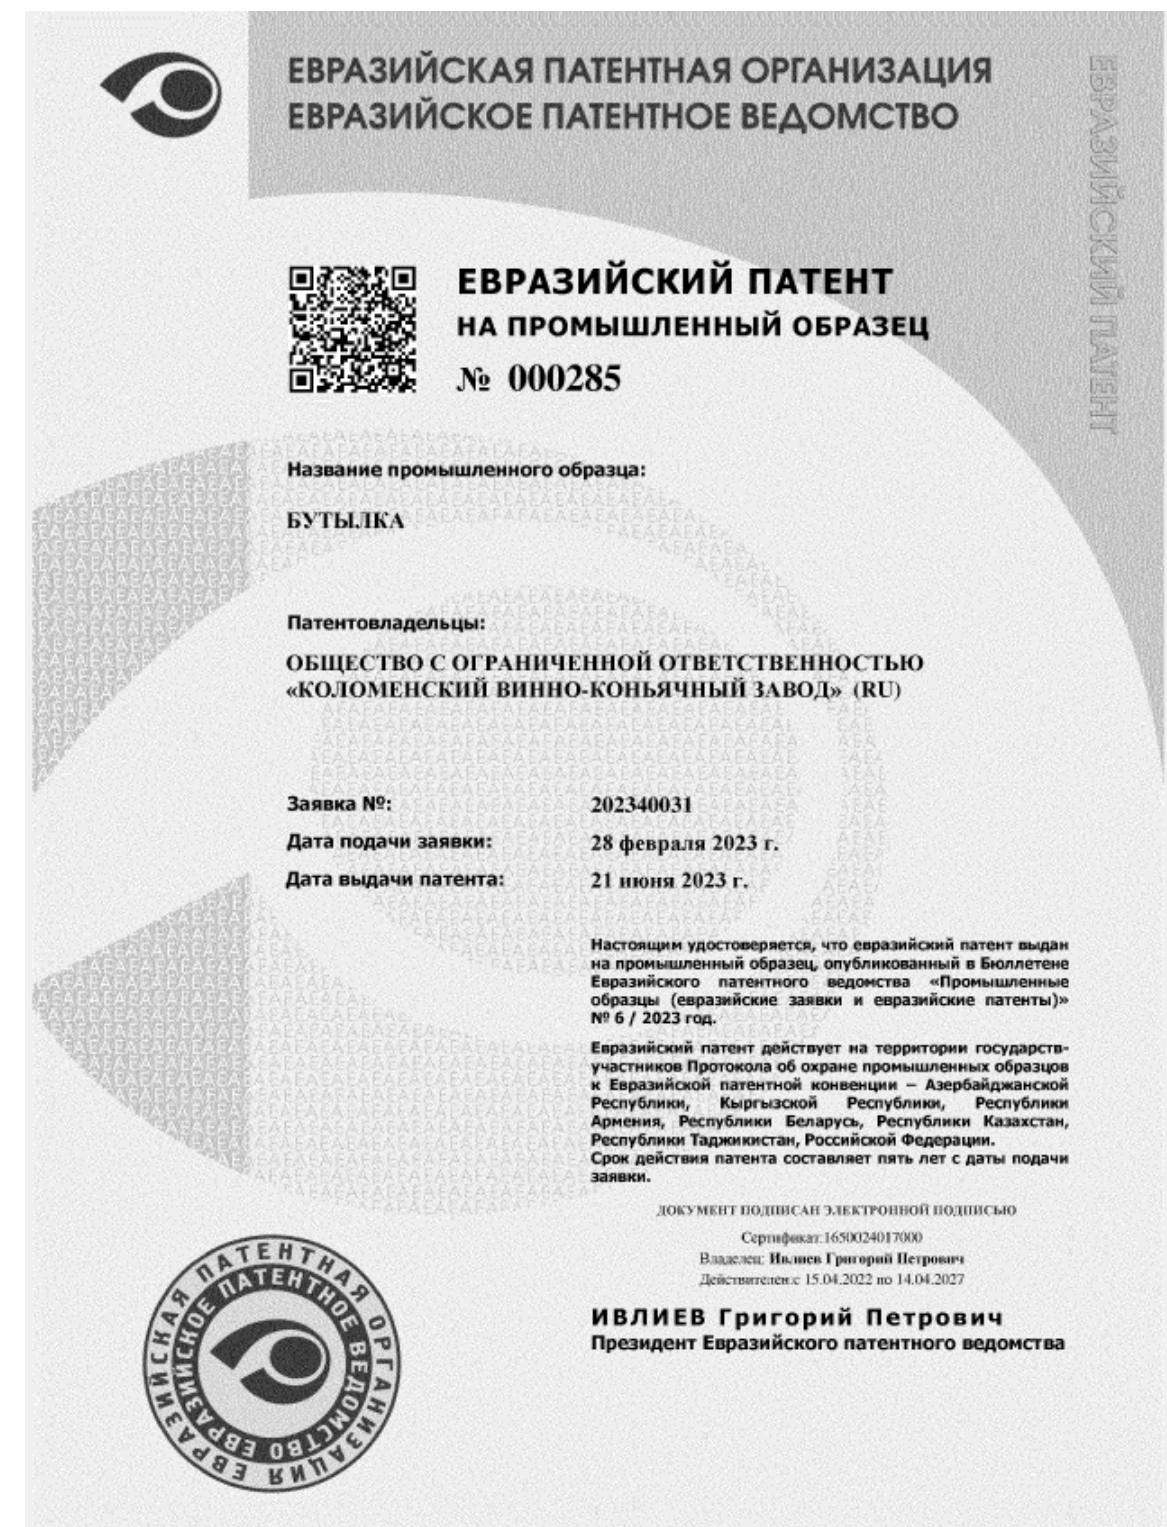 ЕВРАЗИЙСКАЯ ПАТЕНТНАЯ ОРГАНИЗАЦИЯ
ЕВРАЗИЙСКОЕ ПАТЕНТНОЕ ВЕДОМСТВО
ЕВРАЗИЙСКИЙ ПАТЕНТ
ЕВРАЗИЙСКИЙ ПАТЕНТ
НА ПРОМЫШЛЕННЫЙ ОБРАЗЕЦ
№ 000285
Название промышленного образца:
БУТЫЛКА
Патентовладельцы:
ОБЩЕСТВО С ОГРАНИЧЕННОЙ ОТВЕТСТВЕННОСТЬЮ
«КОЛОМЕНСКИЙ ВИННО-КОНЬЯЧНЫЙ ЗАВОД» (RU)
Заявка №: 202340031
Дата подачи заявки: 28 февраля 2023 г.
Дата выдачи патента: 21 июня 2023 г.
Настоящим удостоверяется, что евразийский патент выдан
на промышленный образец, опубликованный в Бюллетене
Евразийского патентного ведомства «Промышленные
образцы (евразийские заявки и евразийские патенты)»
№ 6 / 2023 год.
Евразийский патент действует на территории государств-
участников Протокола об охране промышленных образцов
к Евразийской патентной конвенции – Азербайджанской
Республики, Кыргызской Республики, Республики
Армения, Республики Беларусь, Республики Казахстан,
Республики Таджикистан, Российской Федерации.
Срок действия патента составляет пять лет с даты подачи
заявки.
ДОКУМЕНТ ПОДПИСАН ЭЛЕКТРОННОЙ ПОДПИСЬЮ
Сертификат:1650024017000
Владелец: Ивлиев Григорий Петрович
Действителен:с 15.04.2022 по 14.04.2027
ИВЛИЕВ Григорий Петрович
Президент Евразийского патентного ведомства
ЕВРАЗИЙСКАЯ ПАТЕНТНАЯ ОРГАНИЗАЦИЯ
ЕВРАЗИЙСКОЕ ПАТЕНТНОЕ ВЕДОМСТВО